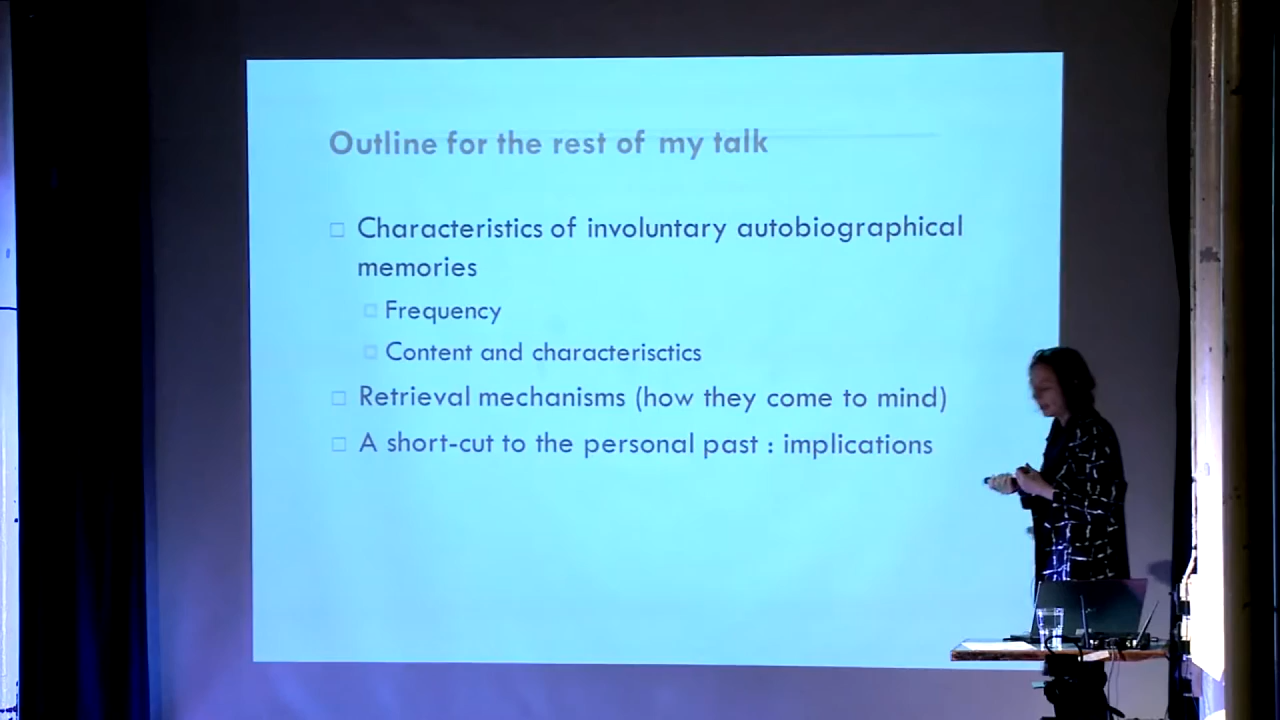 Outline for the rest of my talk
Characteristics of involuntary autobiographical
memories
Frequency
Content and characterisctics
Retrieval mechanisms (how they come to mind)
A short-cut to the personal past : implications